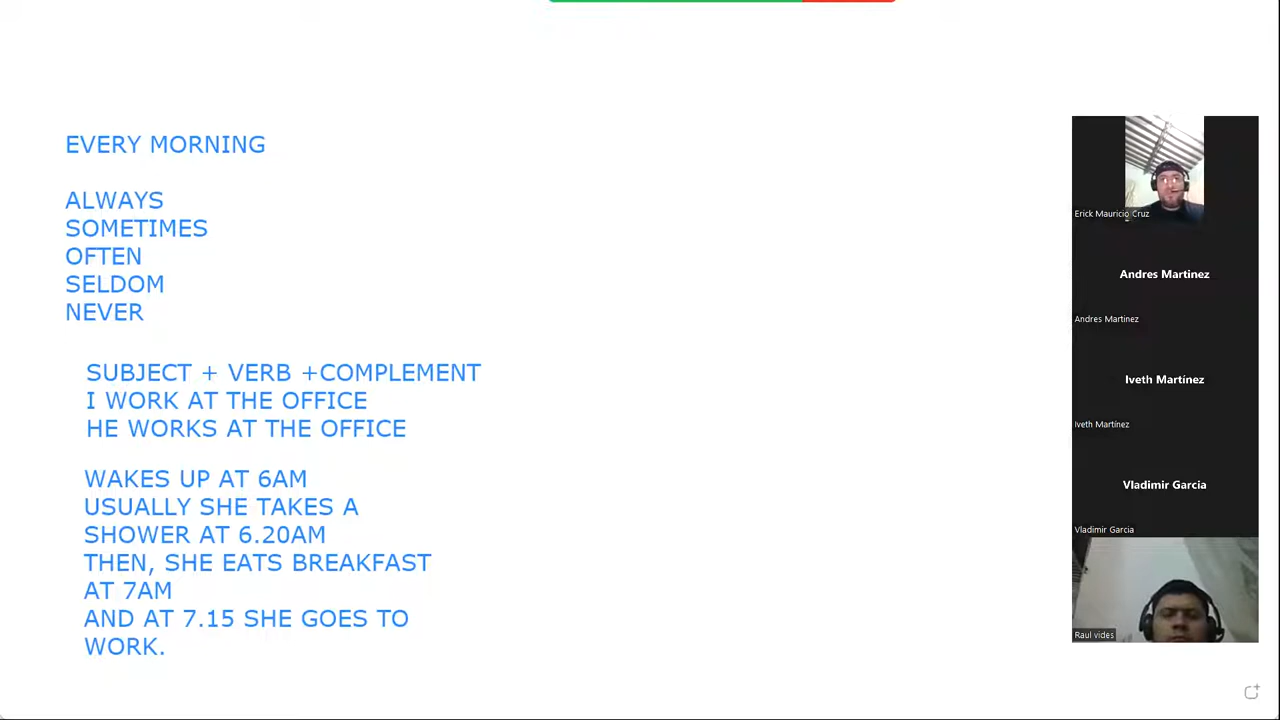 EVERY MORNING
ALWAYS
SOMETIMES
OFTEN
SELDOM
NEVER
SUBJECT + VERB +COMPLEMENT
I WORK AT THE OFFICE
HE WORKS AT THE OFFICE
WAKES UP AT 6AM
USUALLY SHE TAKES A
SHOWER AT 6.20AM
THEN, SHE EATS BREAKFAST
AT 7AM
AND AT 7.15 SHE GOES TO
WORK.
Erick Mauricio Cruz
Andres Martinez
Andres Martinez
Iveth Martínez
Iveth Martínez
Vladimir Garcia
Vladimir Garcia
Raul vides